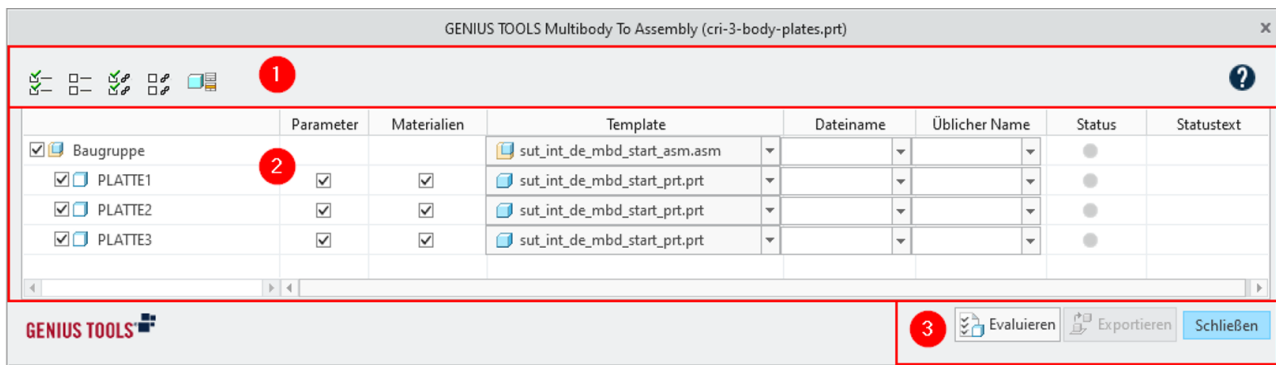 GENIUS TOOLS Multibody To Assembly (cri-3-body-plates.prt) x
1 ?
Parameter Materialien Template Dateiname Üblicher Name Status Statustext
Baugruppe sut_int_de_mbd_start_asm.asm
2
PLATTE1 sut_int_de_mbd_start_prt.prt
PLATTE2 sut_int_de_mbd_start_prt.prt
PLATTE3 sut_int_de_mbd_start_prt.prt
GENIUS TOOLS 3 Evaluieren Exportieren Schließen